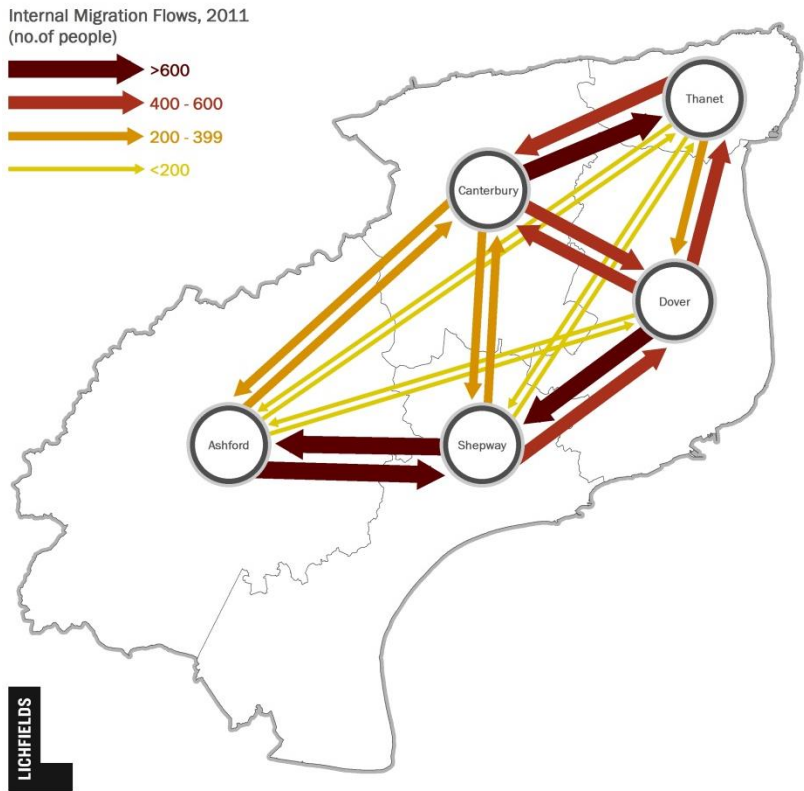 Internal Migration Flows, 2011
(no.of people)
>600
400 - 600
200 - 399
<200
Thanet
Canterbury
Dover
Ashford
Shepway
LICHFIELDS